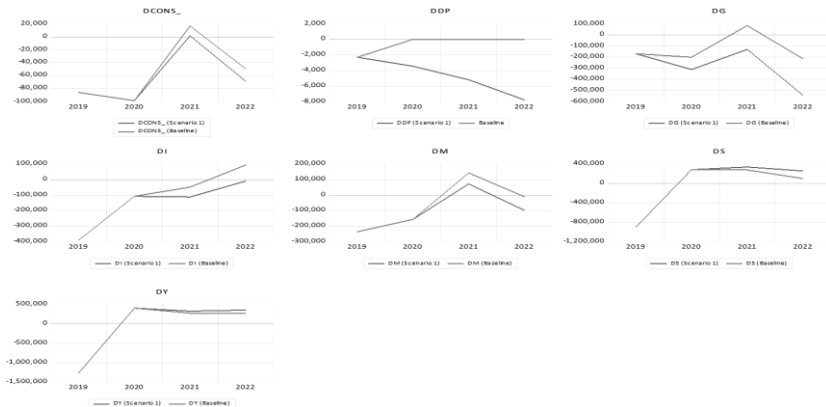 DCONS_
20,000
0
-20,000
-40,000
-60,000
-80,000
-100,000
2019 2020 2021 2022
DCONS_ (Scenario 1)
DCONS_ (Baseline)
DDP
2,000
0
-2,000
-4,000
-6,000
-8,000
2019 2020 2021 2022
DDP (Scenario 1) Baseline
DG
100,000
0
-100,000
-200,000
-300,000
-400,000
-500,000
-600,000
2019 2020 2021 2022
DG (Scenario 1) DG (Baseline)
DI
100,000
0
-100,000
-200,000
-300,000
-400,000
2019 2020 2021 2022
DI (Scenario 1) DI (Baseline)
DM
200,000
100,000
0
-100,000
-200,000
-300,000
2019 2020 2021 2022
DM (Scenario 1) DM (Baseline)
DS
400,000
0
-400,000
-800,000
-1,200,000
2019 2020 2021 2022
DS (Scenario 1) DS (Baseline)
DY
500,000
0
-500,000
-1,000,000
-1,500,000
2019 2020 2021 2022
DY (Scenario 1) DY (Baseline)